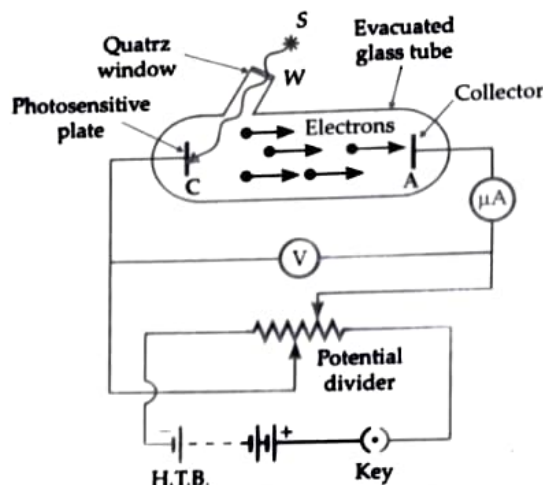 S
Quatrz
window
W
Evacuated
glass tube
Photosensitive
plate
Collector
Electrons
C
A
μA
V
Potential
divider
− +
H.T.B.
Key